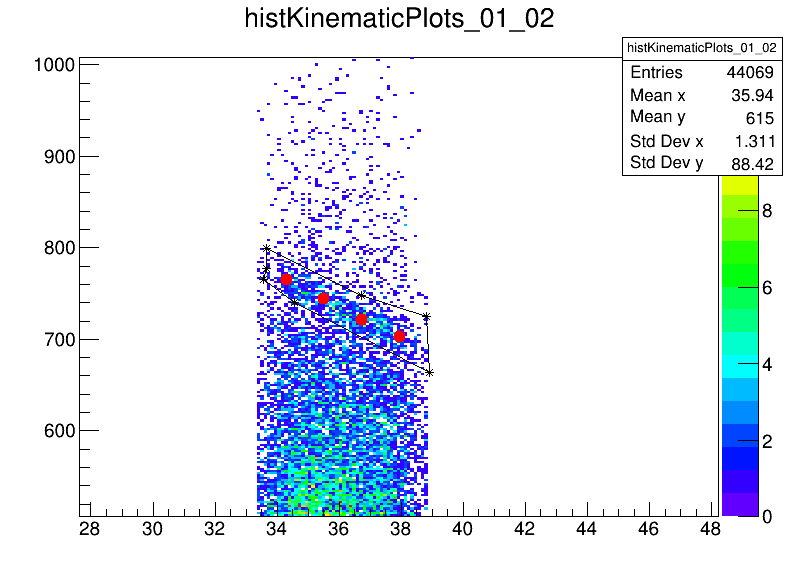 histKinematicPlots_01_02
histKinematicPlots_01_02
Entries 44069
Mean x 35.94
Mean y 615
Std Dev x 1.311
Std Dev y 88.42
1000
900
800
700
600
28 30 32 34 36 38 40 42 44 46 48
8
6
4
2
0